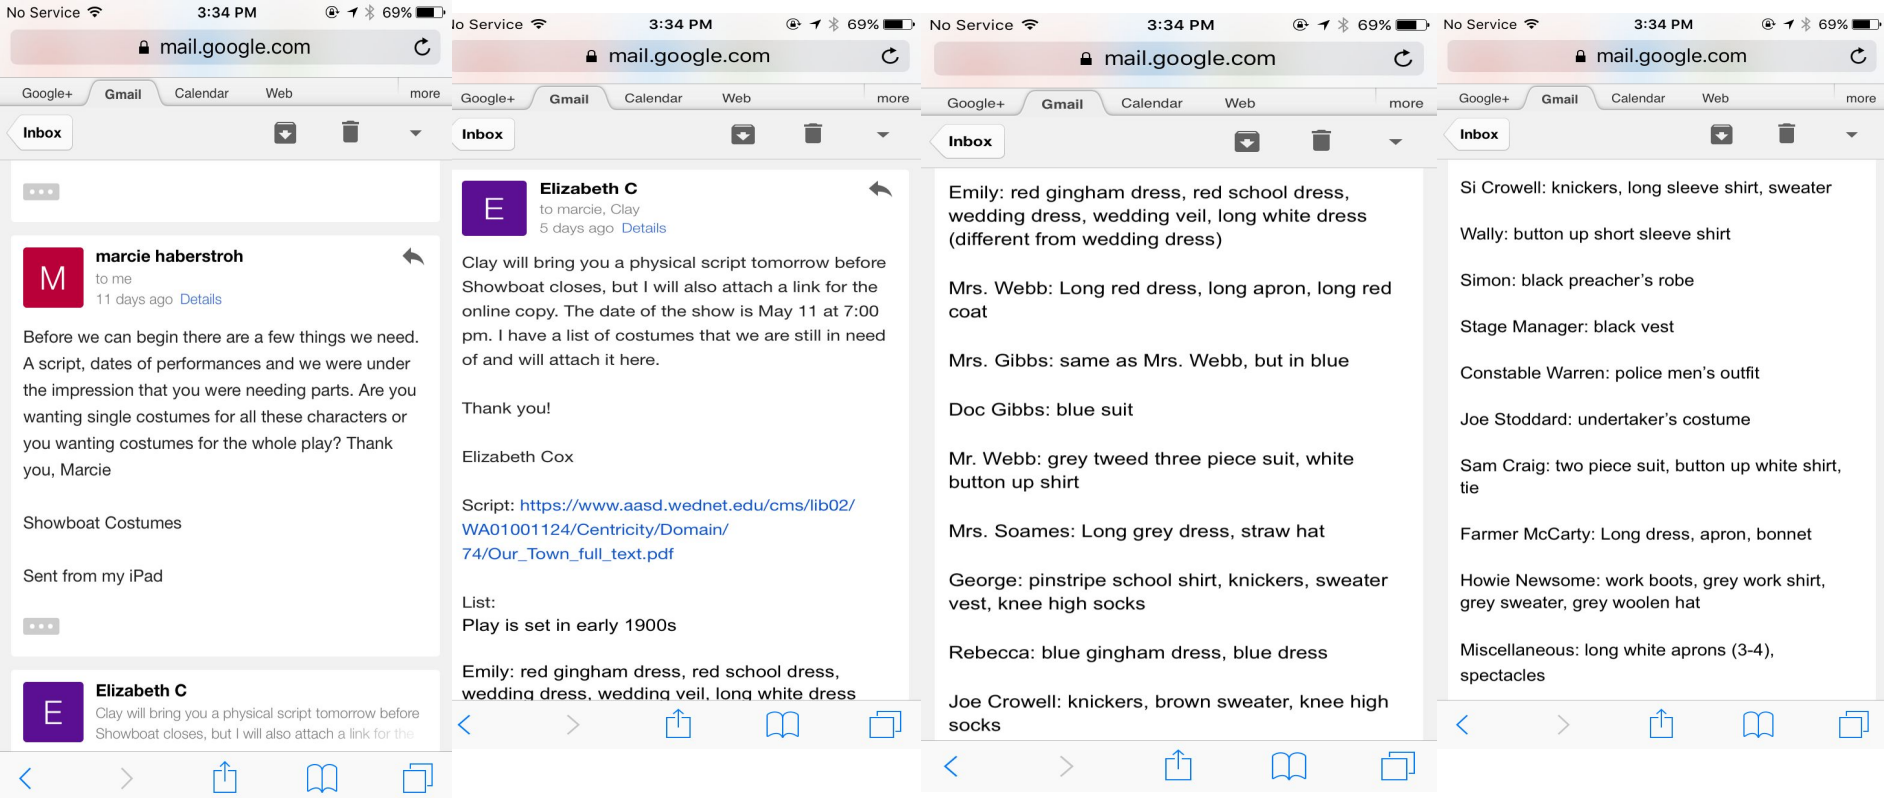 No Service 3:34 PM 69%
mail.google.com
Google+ Gmail Calendar Web more
Inbox
marcie haberstroh
to me
11 days ago Details
M
Before we can begin there are a few things we need.
A script, dates of performances and we were under
the impression that you were needing parts. Are you
wanting single costumes for all these characters or
you wanting costumes for the whole play? Thank
you, Marcie
Showboat Costumes
Sent from my iPad
Elizabeth C
E
Clay will bring you a physical script tomorrow before
Showboat closes, but I will also attach a link for the
No Service 3:34 PM 69%
mail.google.com
Google+ Gmail Calendar Web more
Inbox
Elizabeth C
E
to marcie, Clay
5 days ago Details
Clay will bring you a physical script tomorrow before
Showboat closes, but I will also attach a link for the
online copy. The date of the show is May 11 at 7:00
pm. I have a list of costumes that we are still in need
of and will attach it here.
Thank you!
Elizabeth Cox
Script: https://www.aasd.wednet.edu/cms/lib02/
WA01001124/Centricity/Domain/
74/Our_Town_full_text.pdf
List:
Play is set in early 1900s
Emily: red gingham dress, red school dress,
wedding dress, wedding veil, long white dress
No Service 3:34 PM 69%
mail.google.com
Google+ Gmail Calendar Web more
Inbox
Emily: red gingham dress, red school dress,
wedding dress, wedding veil, long white dress
(different from wedding dress)
Mrs. Webb: Long red dress, long apron, long red
coat
Mrs. Gibbs: same as Mrs. Webb, but in blue
Doc Gibbs: blue suit
Mr. Webb: grey tweed three piece suit, white
button up shirt
Mrs. Soames: Long grey dress, straw hat
George: pinstripe school shirt, knickers, sweater
vest, knee high socks
Rebecca: blue gingham dress, blue dress
Joe Crowell: knickers, brown sweater, knee high
socks
No Service 3:34 PM 69%
mail.google.com
Google+ Gmail Calendar Web more
Inbox
Si Crowell: knickers, long sleeve shirt, sweater
Wally: button up short sleeve shirt
Simon: black preacher's robe
Stage Manager: black vest
Constable Warren: police men's outfit
Joe Stoddard: undertaker's costume
Sam Craig: two piece suit, button up white shirt,
tie
Farmer McCarty: Long dress, apron, bonnet
Howie Newsome: work boots, grey work shirt,
grey sweater, grey woolen hat
Miscellaneous: long white aprons (3-4),
spectacles